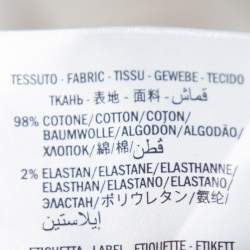 TESSUTO - FABRIC - TISSU - GEWEBE - TECIDO
ТКАНЬ - 表地 - 面料 - قماش
98% COTONE/COTTON/COTON/
BAUMWOLLE/ALGODÓN/ALGODÃO
ХЛОПОК/綿/棉/قطن
2% ELASTAN/ELASTANE/ELASTHANNE/
ELASTHAN/ELASTANO/ELASTANO/
ЭЛАСТАН/ポリウレタン/氨纶/
إيلاستين
ETICHETTA - LABEL - ETIQUETTE - ETIKETT